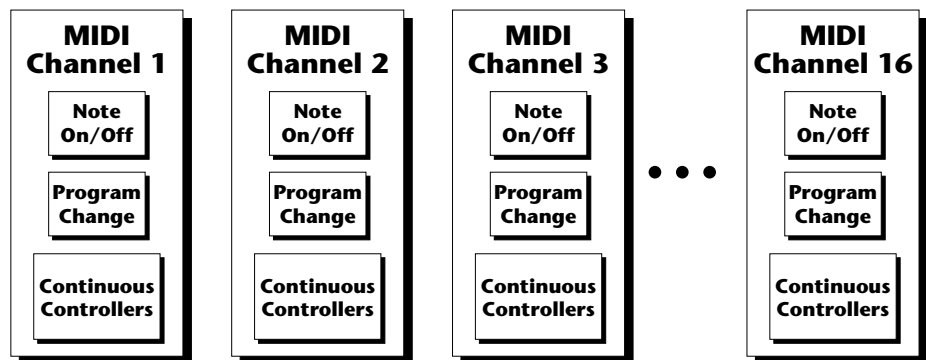 MIDI
Channel 1
Note
On/Off
Program
Change
Continuous
Controllers
MIDI
Channel 2
Note
On/Off
Program
Change
Continuous
Controllers
MIDI
Channel 3
Note
On/Off
Program
Change
Continuous
Controllers
• • •
MIDI
Channel 16
Note
On/Off
Program
Change
Continuous
Controllers